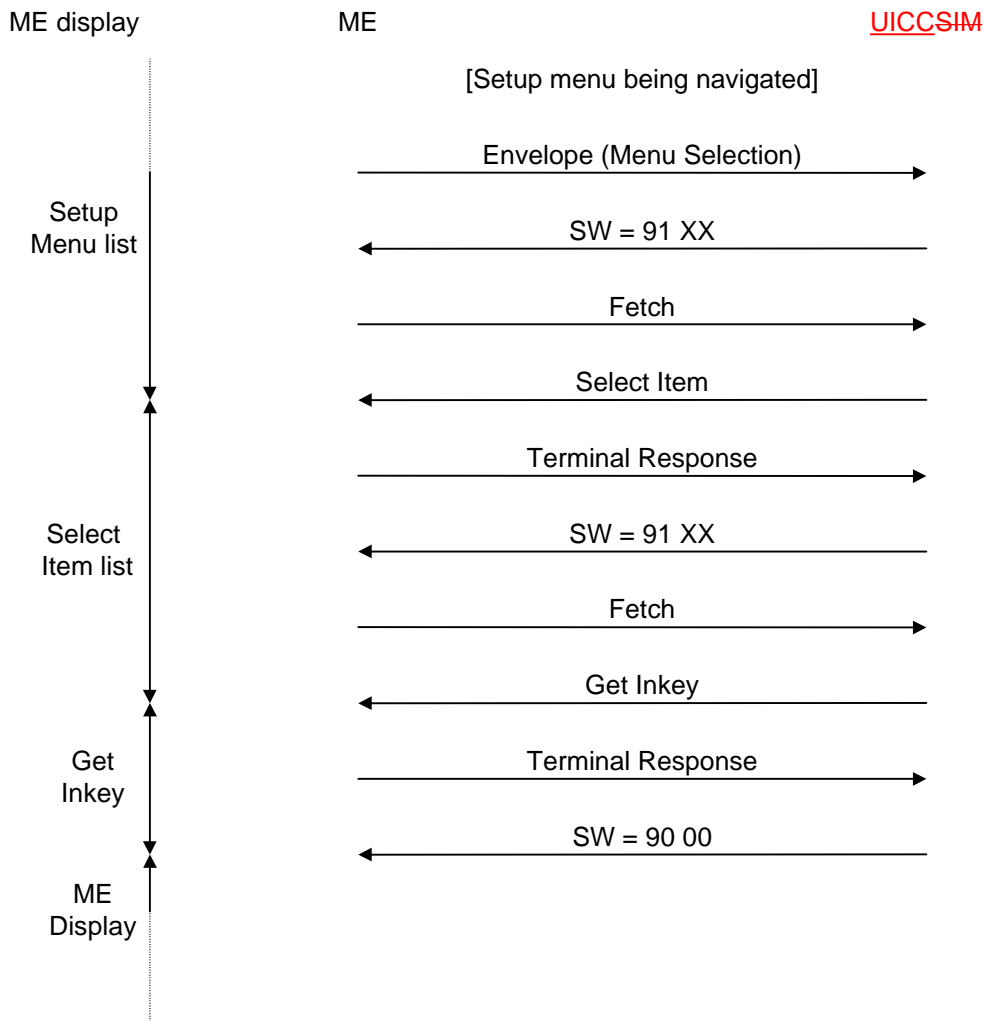 ME display ME UICCSIM
[Setup menu being navigated]
Envelope (Menu Selection)
Setup
Menu list
SW = 91 XX
Fetch
Select Item
Terminal Response
Select
Item list
SW = 91 XX
Fetch
Get Inkey
Get
Inkey
Terminal Response
SW = 90 00
ME
Display